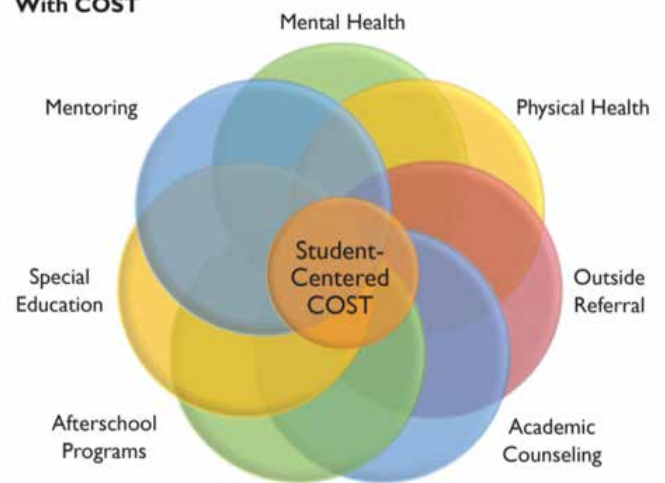 With COST
Mental Health
Mentoring
Physical Health
Student-
Centered
COST
Special
Education
Outside
Referral
Afterschool
Programs
Academic
Counseling